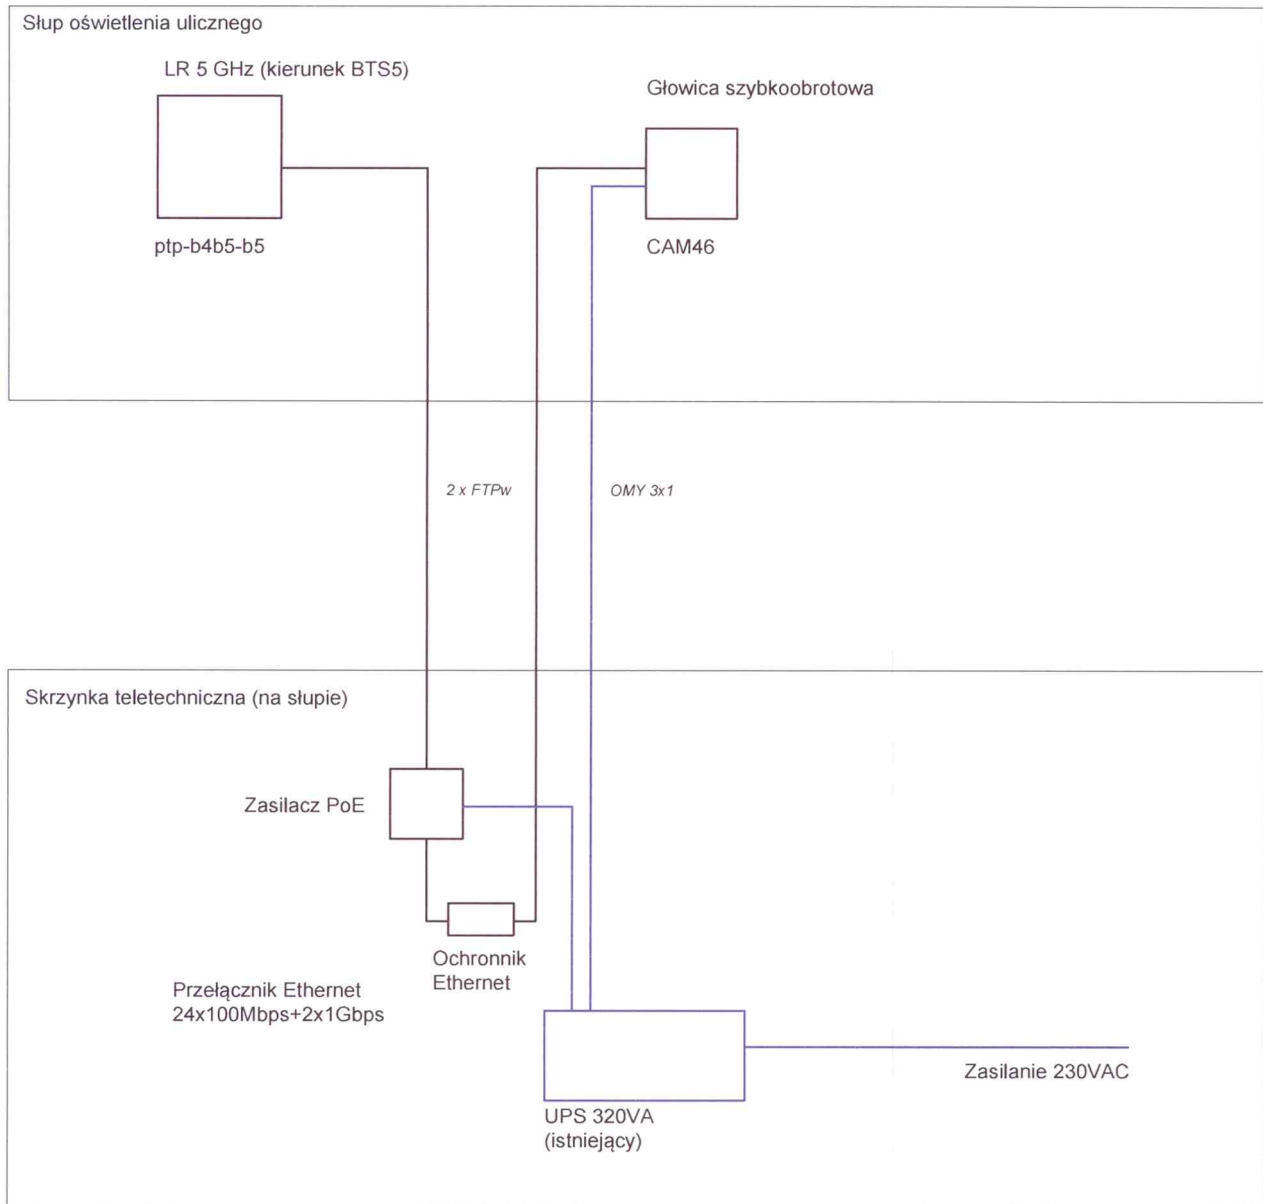 Słup oświetlenia ulicznego
LR 5 GHz (kierunek BTS5)
Głowica szybkoobrotowa
ptp-b4b5-b5
CAM46
2 x FTPw
OMY 3x1
Skrzynka teletechniczna (na słupie)
Zasilacz PoE
Ochronnik
Ethernet
Przełącznik Ethernet
24x100Mbps+2x1Gbps
Zasilanie 230VAC
UPS 320VA
(istniejący)